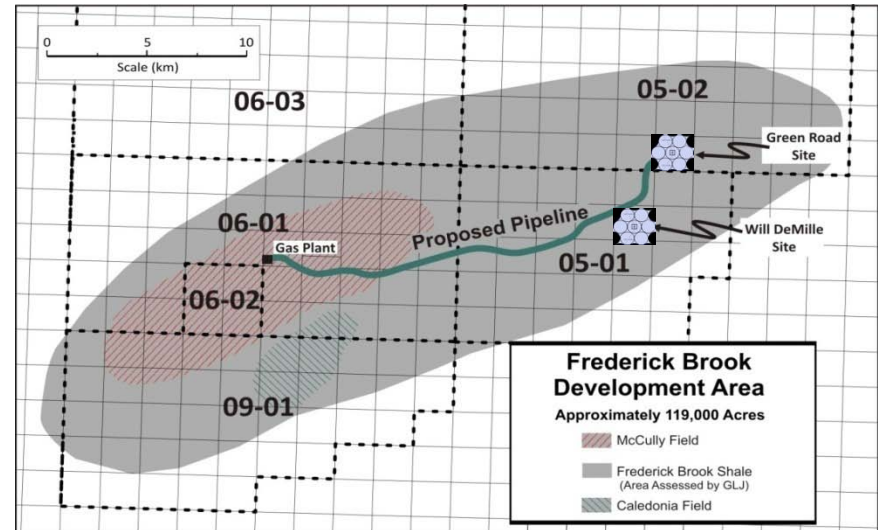 0 5 10
Scale (km)
06-03
05-02
Green Road
Site
06-01
Proposed Pipeline
Gas Plant
Will DeMille
Site
05-01
06-02
09-01
Frederick Brook
Development Area
Approximately 119,000 Acres
McCully Field
Frederick Brook Shale
(Area Assessed by GLJ)
Caledonia Field